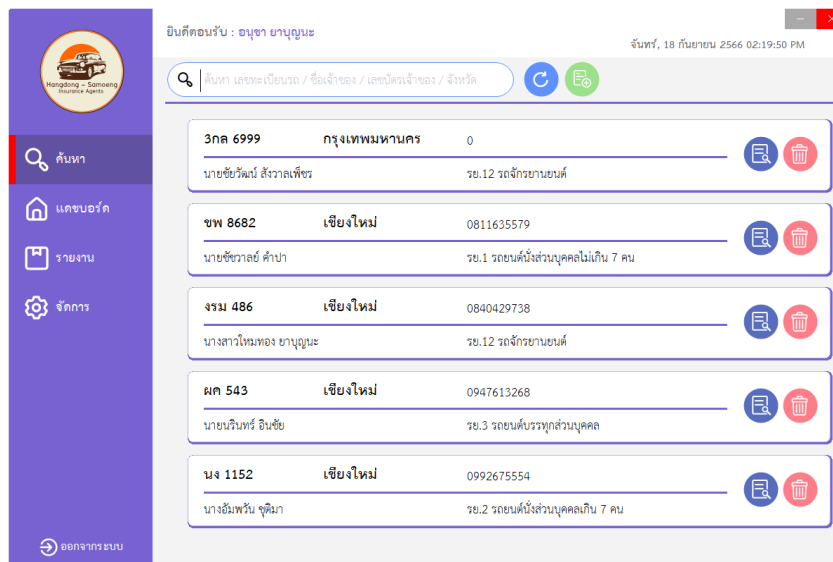 ยินดีตอนรับ : อนุชา ยาบุญนะ
จันทร์, 18 กันยายน 2566 02:19:50 PM
Hangdong – Samoeng
Insurance Agents
ค้นหา เลขทะเบียนรถ / ชื่อเจ้าของ / เลขบัตรเจ้าของ / จังหวัด
ค้นหา
แดชบอร์ด
รายงาน
จัดการ
ออกจากระบบ
3กล 6999 กรุงเทพมหานคร 0
นายชัยวัฒน์ สังวาลเพ็ชร รย.12 รถจักรยานยนต์
ขพ 8682 เชียงใหม่ 0811635579
นายชัชวาลย์ คำปา รย.1 รถยนต์นั่งส่วนบุคคลไม่เกิน 7 คน
งรม 486 เชียงใหม่ 0840429738
นางสาวใหมทอง ยาบุญนะ รย.12 รถจักรยานยนต์
ผค 543 เชียงใหม่ 0947613268
นายนรินทร์ อินชัย รย.3 รถยนต์บรรทุกส่วนบุคคล
นง 1152 เชียงใหม่ 0992675554
นางอัมพวัน ชุติมา รย.2 รถยนต์นั่งส่วนบุคคลเกิน 7 คน